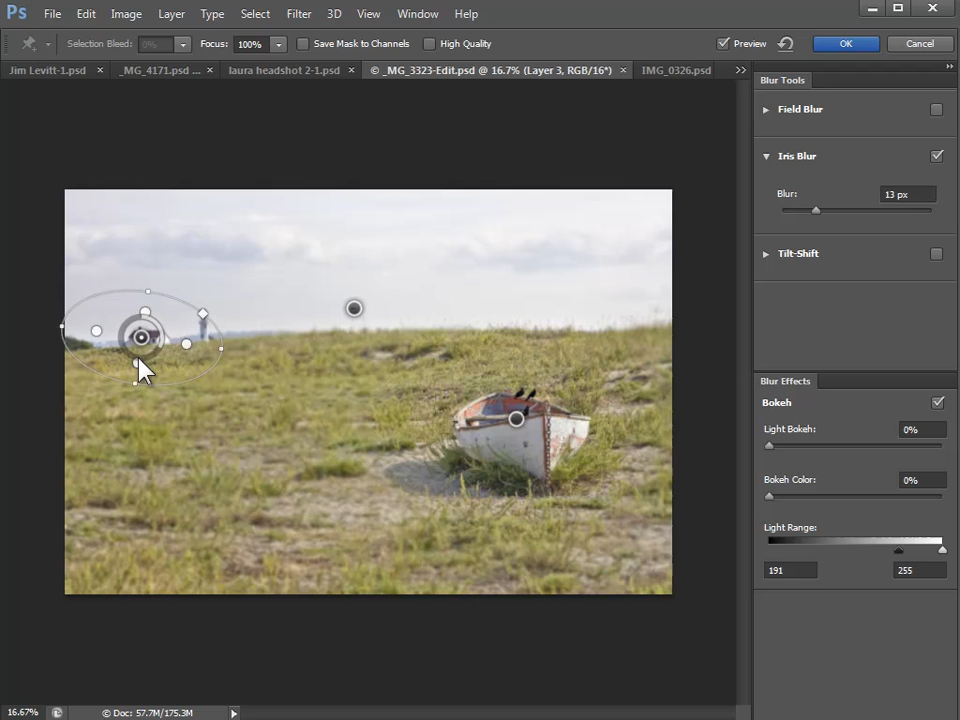 Ps File Edit Image Layer Type Select Filter 3D View Window Help
Selection Bleed: 0% Focus: 100% Save Mask to Channels High Quality Preview OK Cancel
Jim Levitt-1.psd × _MG_4171.psd ... × laura headshot 2-1.psd × © _MG_3323-Edit.psd @ 16.7% (Layer 3, RGB/16*) × IMG_0326.psd
Blur Tools
Field Blur
Iris Blur
Blur: 13 px
Tilt-Shift
Blur Effects
Bokeh
Light Bokeh: 0%
Bokeh Color: 0%
Light Range:
191 255
16.67% © Doc: 57.7M/175.3M